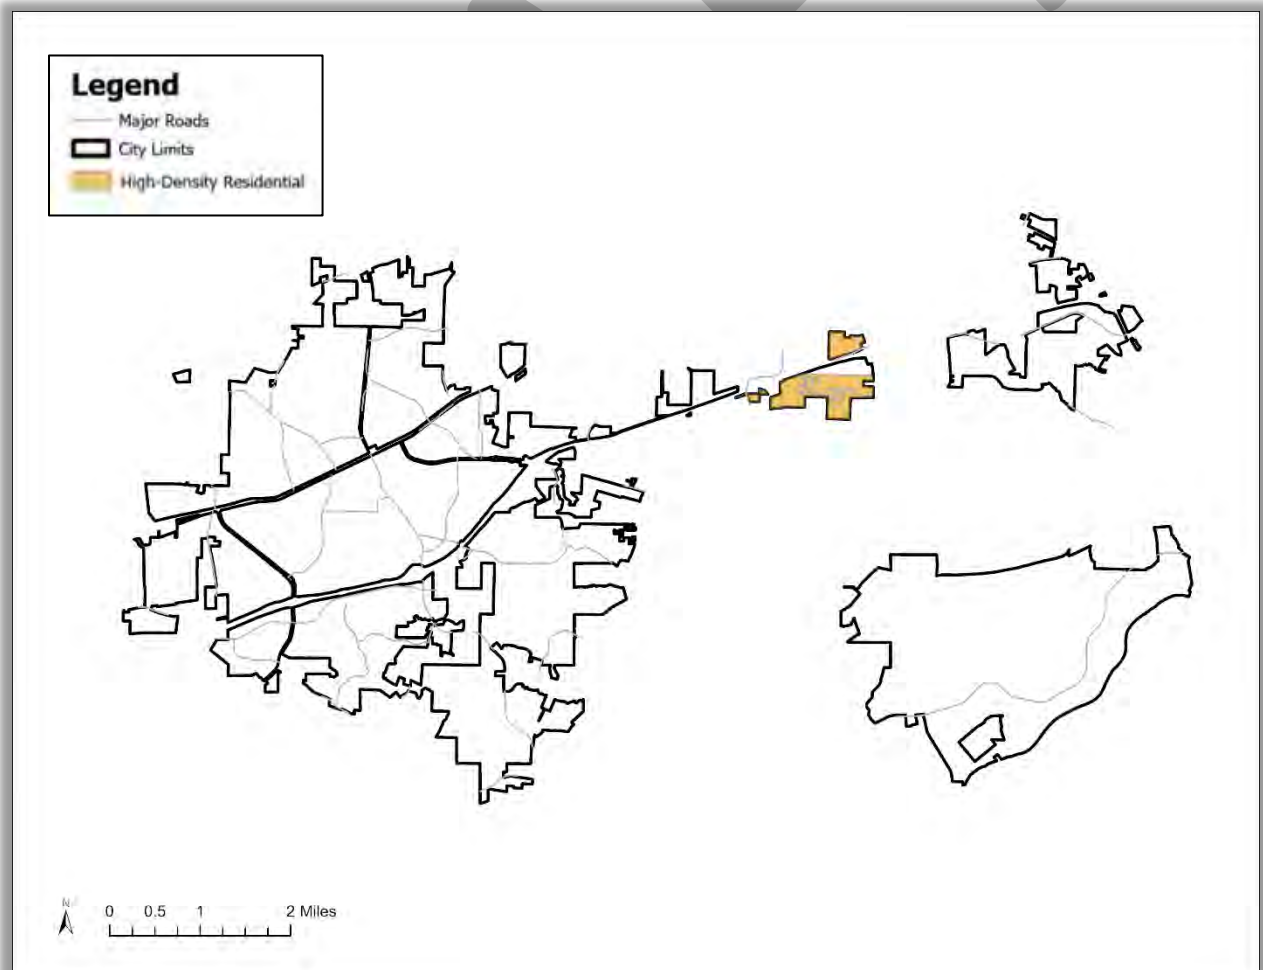 Legend
Major Roads
City Limits
High-Density Residential
N
0 0.5 1 2 Miles